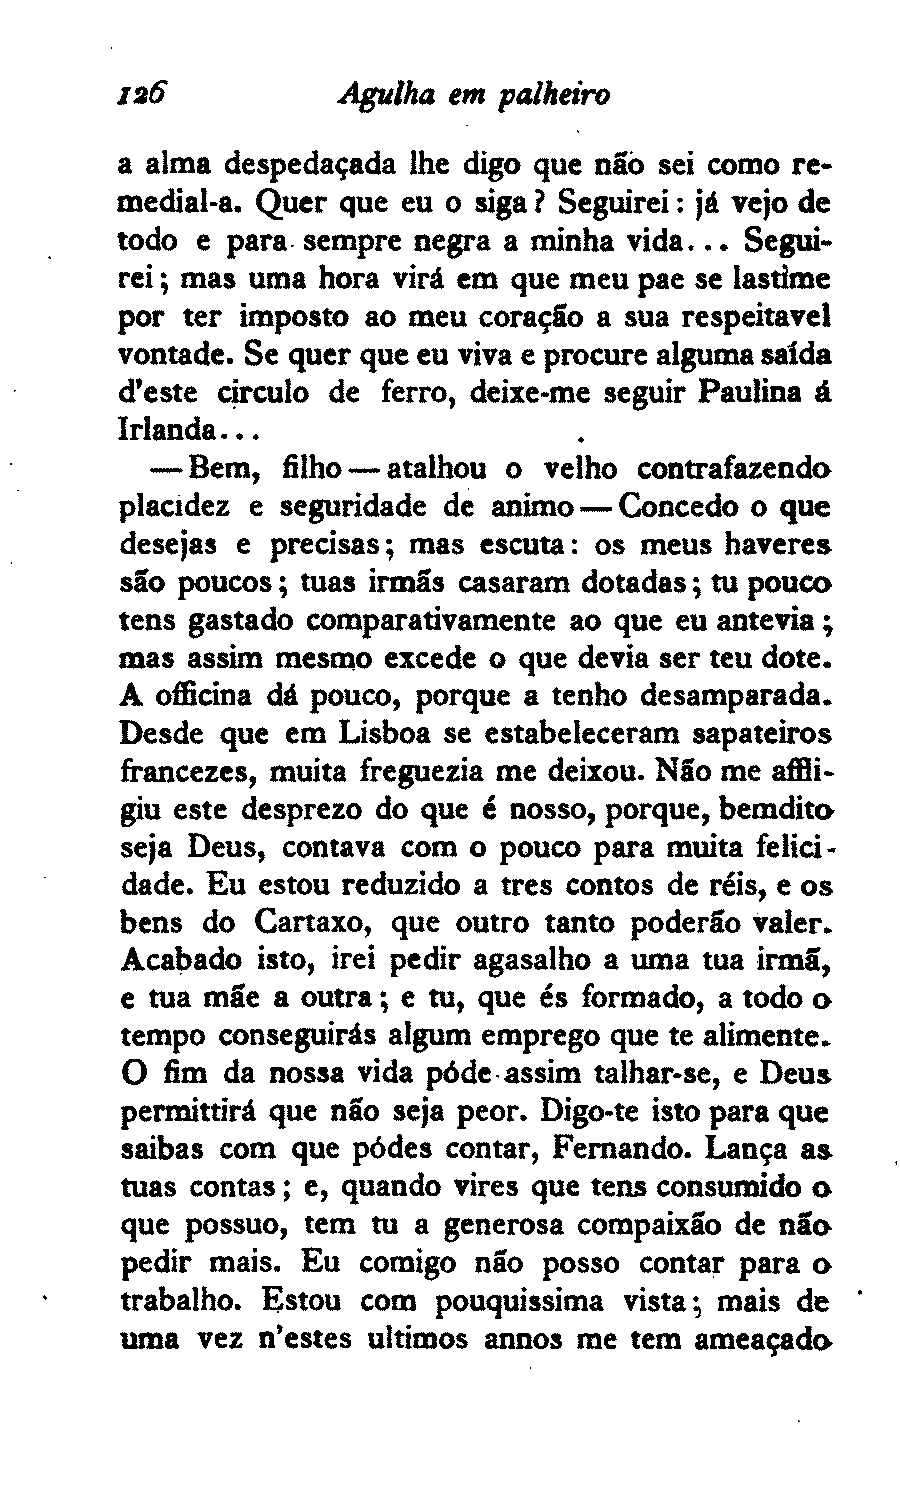 126 Agulha em palheiro
a alma despedaçada lhe digo que não sei como re-
medial-a. Quer que eu o siga? Seguirei: já vejo de
todo e para sempre negra a minha vida... Segui-
rei; mas uma hora virá em que meu pae se lastime
por ter imposto ao meu coração a sua respeitavel
vontade. Se quer que eu viva e procure alguma saída
d'este circulo de ferro, deixe-me seguir Paulina á
Irlanda...
—Bem, filho—atalhou o velho contrafazendo
placidez e seguridade de animo—Concedo o que
desejas e precisas; mas escuta: os meus haveres
são poucos; tuas irmãs casaram dotadas; tu pouco
tens gastado comparativamente ao que eu antevia;
mas assim mesmo excede o que devia ser teu dote.
A officina dá pouco, porque a tenho desamparada.
Desde que em Lisboa se estabeleceram sapateiros
francezes, muita freguezia me deixou. Não me affli-
giu este desprezo do que é nosso, porque, bemdito
seja Deus, contava com o pouco para muita felici-
dade. Eu estou reduzido a tres contos de réis, e os
bens do Cartaxo, que outro tanto poderão valer.
Acabado isto, irei pedir agasalho a uma tua irmã,
e tua mãe a outra; e tu, que és formado, a todo o
tempo conseguirás algum emprego que te alimente.
O fim da nossa vida póde assim talhar-se, e Deus
permittirá que não seja peor. Digo-te isto para que
saibas com que pódes contar, Fernando. Lança as
tuas contas; e, quando vires que tens consumido o
que possuo, tem tu a generosa compaixão de não
pedir mais. Eu comigo não posso contar para o
trabalho. Estou com pouquissima vista; mais de
uma vez n'estes ultimos annos me tem ameaçado